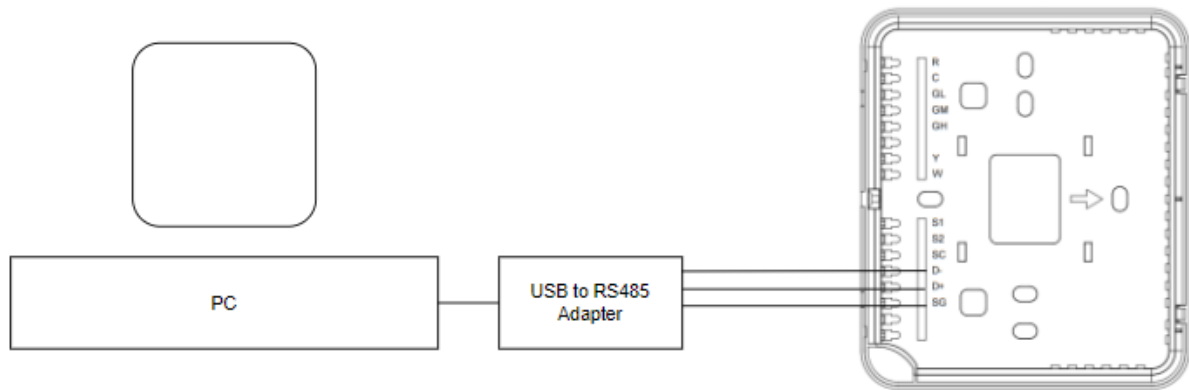 R
C
GL
GM
GH
Y
W
S1
S2
SC
D-
D+
SG
PC
USB to RS485
Adapter